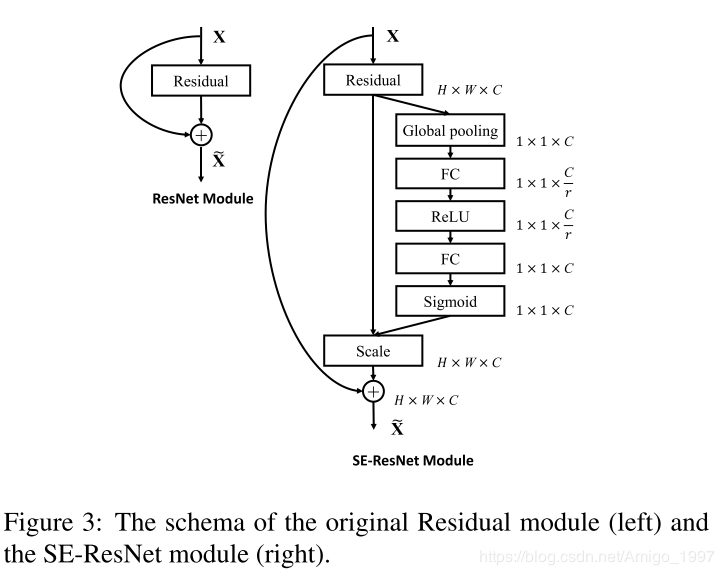 X
Residual
+
X̃
ResNet Module
X
Residual
H × W × C
Global pooling
1 × 1 × C
FC
1 × 1 × C/r
ReLU
1 × 1 × C/r
FC
1 × 1 × C
Sigmoid
1 × 1 × C
Scale
H × W × C
+
H × W × C
X̃
SE-ResNet Module
Figure 3: The schema of the original Residual module (left) and
the SE-ResNet module (right).
https://blog.csdn.net/Amigo_1997